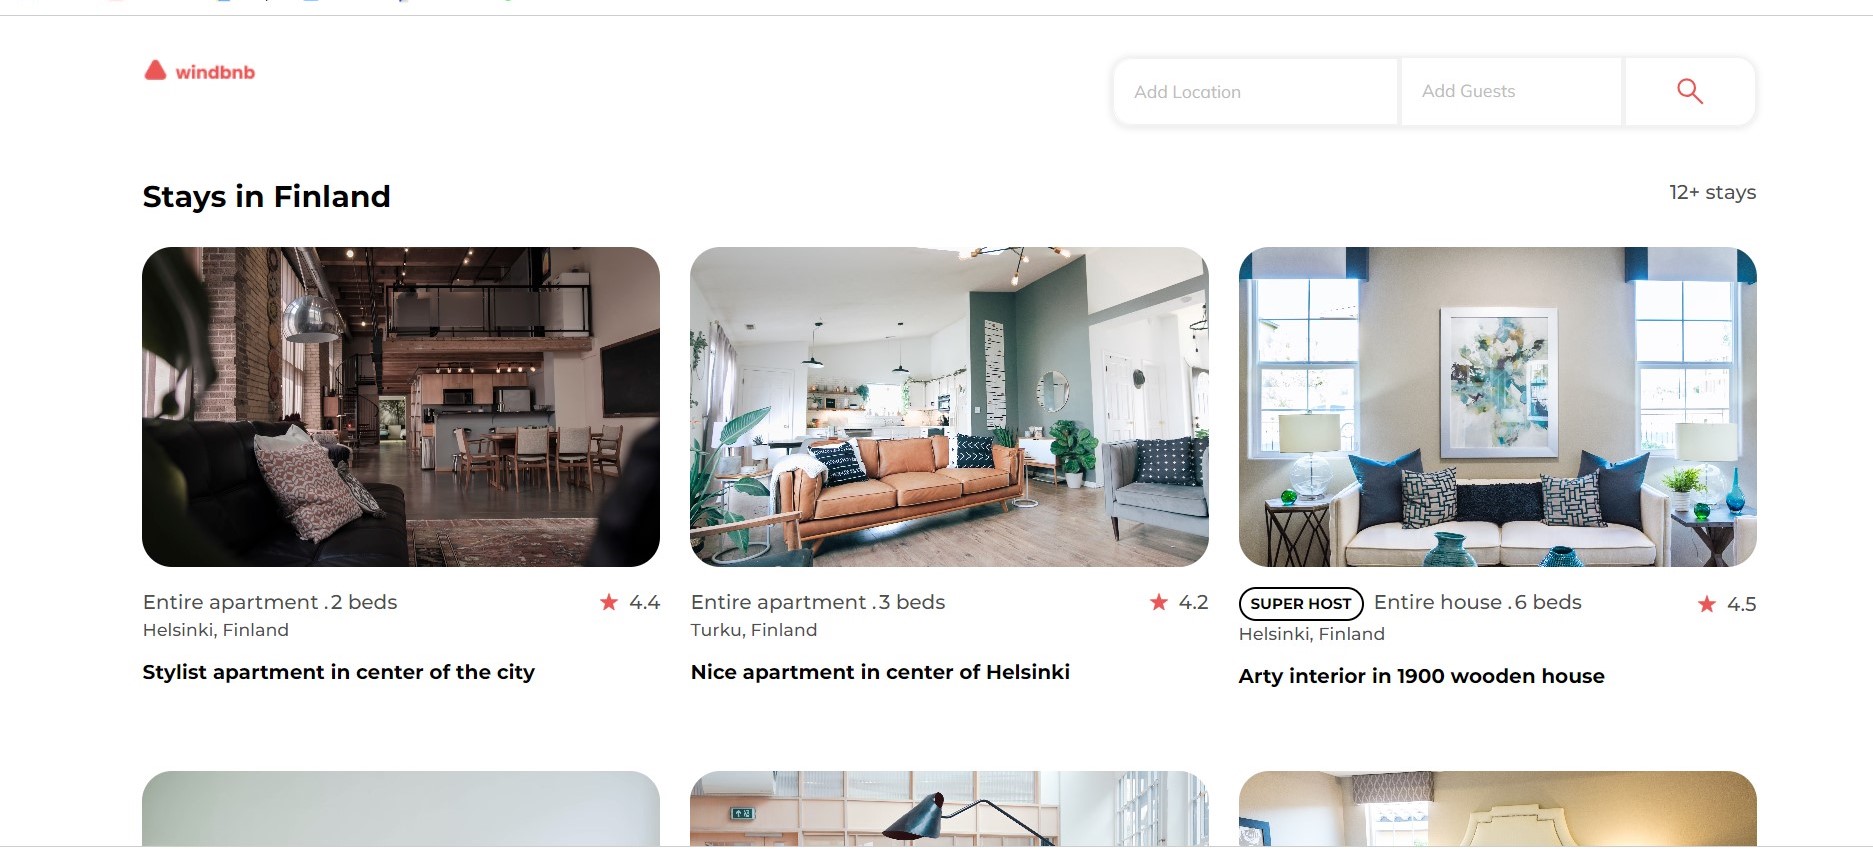 windbnb
Add Location
Add Guests
Stays in Finland
12+ stays
Entire apartment . 2 beds
4.4
Helsinki, Finland
Stylist apartment in center of the city
Entire apartment . 3 beds
4.2
Turku, Finland
Nice apartment in center of Helsinki
SUPER HOST
Entire house . 6 beds
4.5
Helsinki, Finland
Arty interior in 1900 wooden house